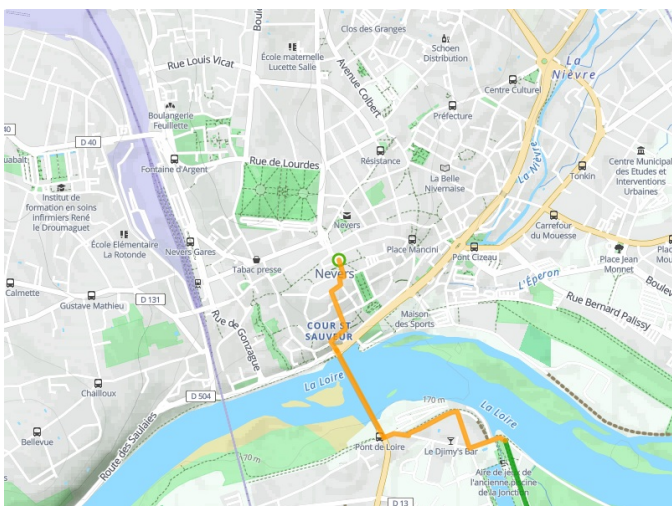 Clos des Granges
Schoen
Distribution
La
Nièvre
École maternelle
Lucette Salle
Rue Louis Vicat
Avenue Colbert
Centre Culturel
Boulangerie
Feuillette
Préfecture
D 40
Fontaine d'Argent
Rue de Lourdes
Résistance
La Belle
Nivernaise
La Nièvre
Tonkin
Centre Municipal
des Etudes et
Interventions
Urbaines
Institut de
formation en soins
infirmiers René
le Droumaguet
École Élémentaire
La Rotonde
Nevers Gares
Nevers
Place Mancini
Carrefour
du Mouesse
Pont Cizeau
Place Jean
Monnet
Tabac presse
Nevers
Calmette
Gustave Mathieu
D 131
L'Éperon
Rue Bernard Palissy
Rue de Gonzague
COUR ST
SAUVEUR
Maison
des Sports
Chailloux
La Loire
D 504
170 m
La Loire
Route des Saulaies
Bellevue
Pont de Loire
Le Djimy's Bar
Aire de jeux de
l'ancienne piscine
de la Jonction
D 13